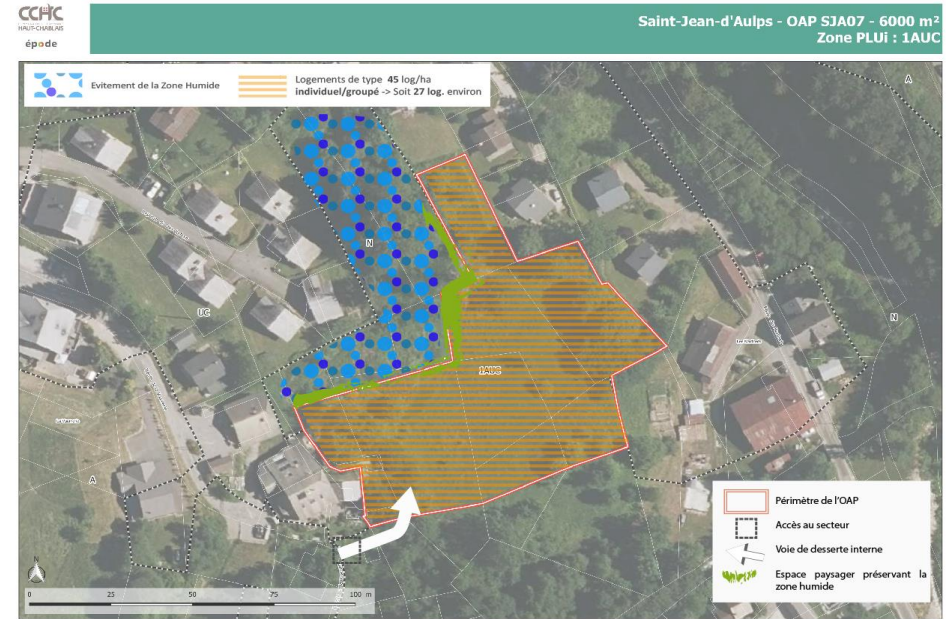 CCHC
HAUT-CHABLAIS
épode
Saint-Jean-d'Aulps - OAP SJA07 - 6000 m²
Zone PLUi : 1AUC
Evitement de la Zone Humide
Logements de type 45 log/ha
individuel/groupé -> Soit 27 log. environ
A
N
UC
N
1AUC
A
Périmètre de l'OAP
Accès au secteur
Voie de desserte interne
Espace paysager préservant la
zone humide
N
0 25 50 75 100 m